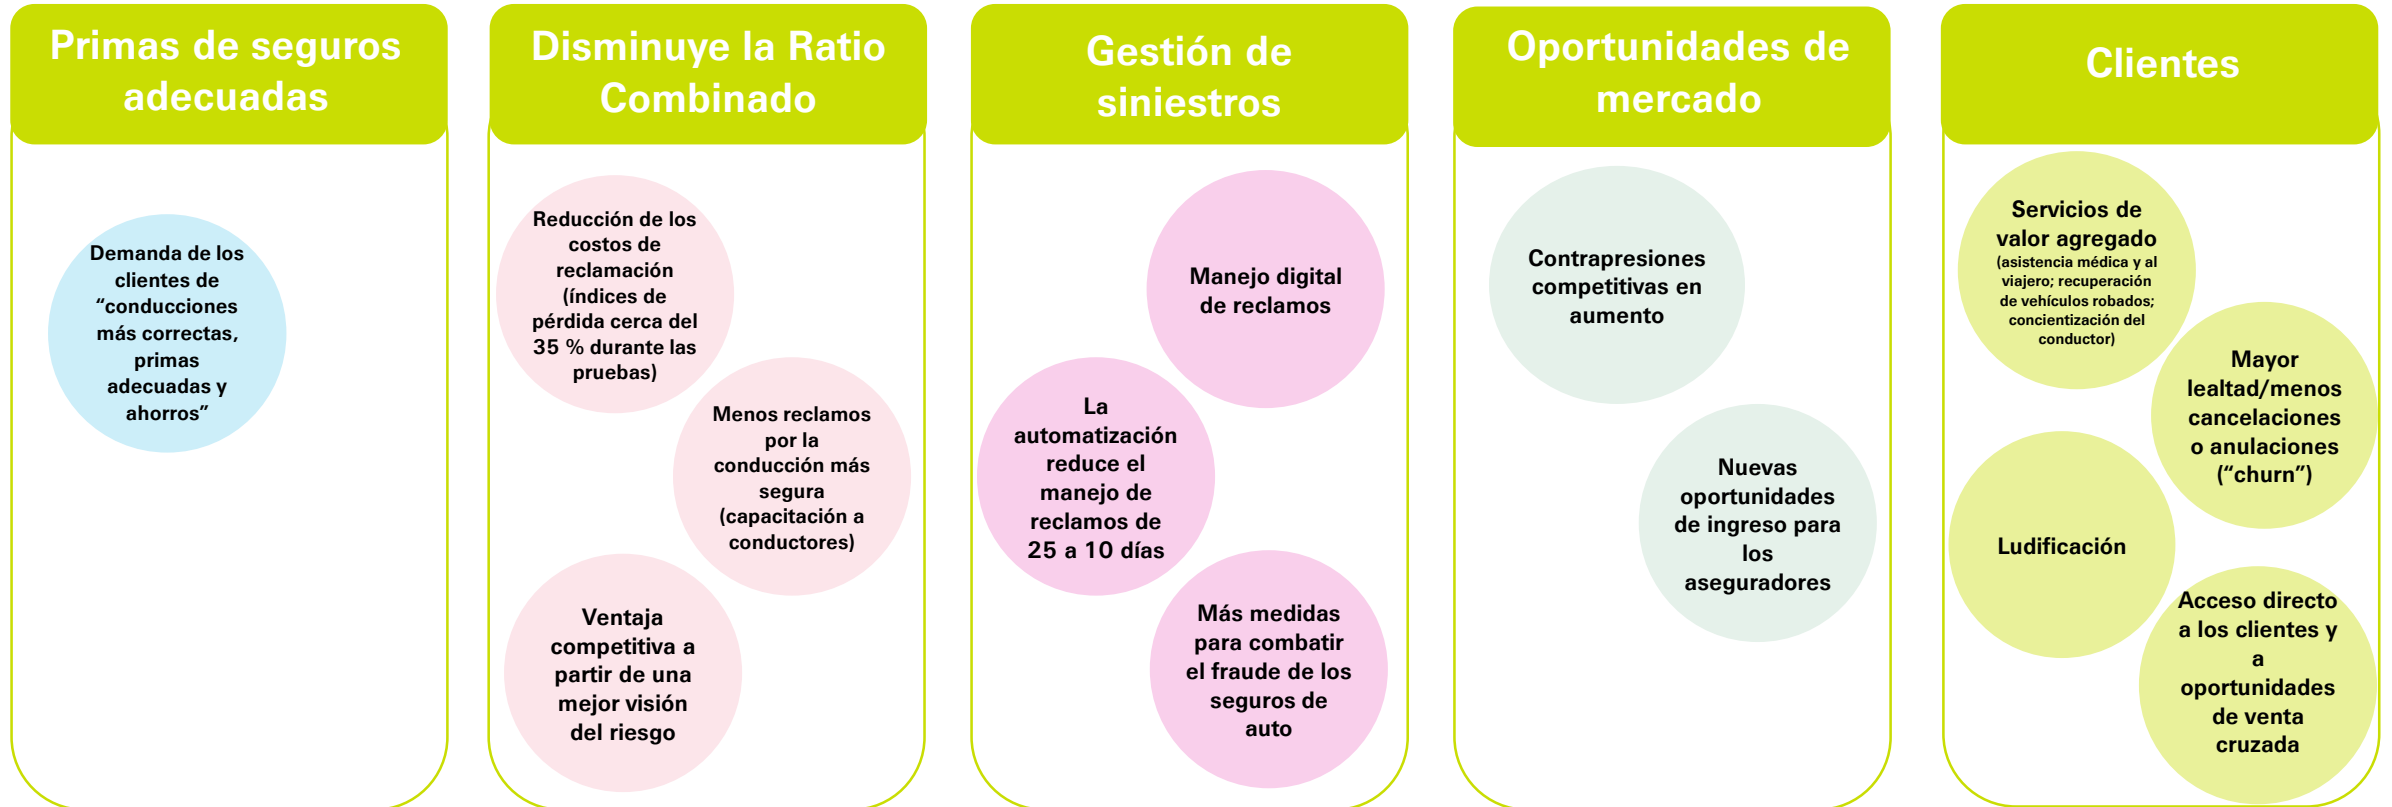 Primas de seguros
adecuadas
Demanda de los
clientes de
“conducciones
más correctas,
primas
adecuadas y
ahorros”
Disminuye la Ratio
Combinado
Reducción de los
costos de
reclamación
(índices de
pérdida cerca del
35 % durante las
pruebas)
Menos reclamos
por la
conducción más
segura
(capacitación a
conductores)
Ventaja
competitiva a
partir de una
mejor visión
del riesgo
Gestión de
siniestros
Manejo digital
de reclamos
La
automatización
reduce el
manejo de
reclamos de
25 a 10 días
Más medidas
para combatir
el fraude de los
seguros de
auto
Oportunidades de
mercado
Contrapresiones
competitivas en
aumento
Nuevas
oportunidades
de ingreso para
los
aseguradores
Clientes
Servicios de
valor agregado
(asistencia médica y al
viajero; recuperación
de vehículos robados;
concientización del
conductor)
Mayor
lealtad/menos
cancelaciones
o anulaciones
(“churn”)
Ludificación
Acceso directo
a los clientes y
a
oportunidades
de venta
cruzada